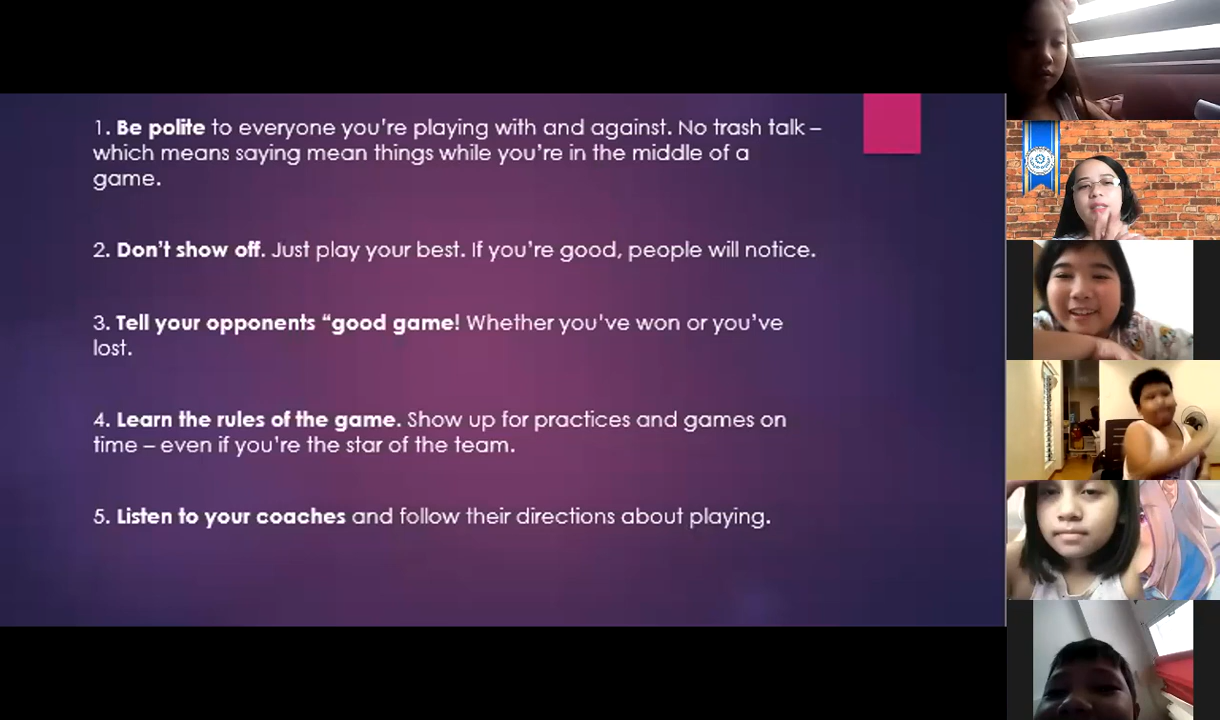 1. Be polite to everyone you're playing with and against. No trash talk –
which means saying mean things while you're in the middle of a
game.
2. Don't show off. Just play your best. If you're good, people will notice.
3. Tell your opponents “good game! Whether you've won or you've
lost.
4. Learn the rules of the game. Show up for practices and games on
time – even if you're the star of the team.
5. Listen to your coaches and follow their directions about playing.